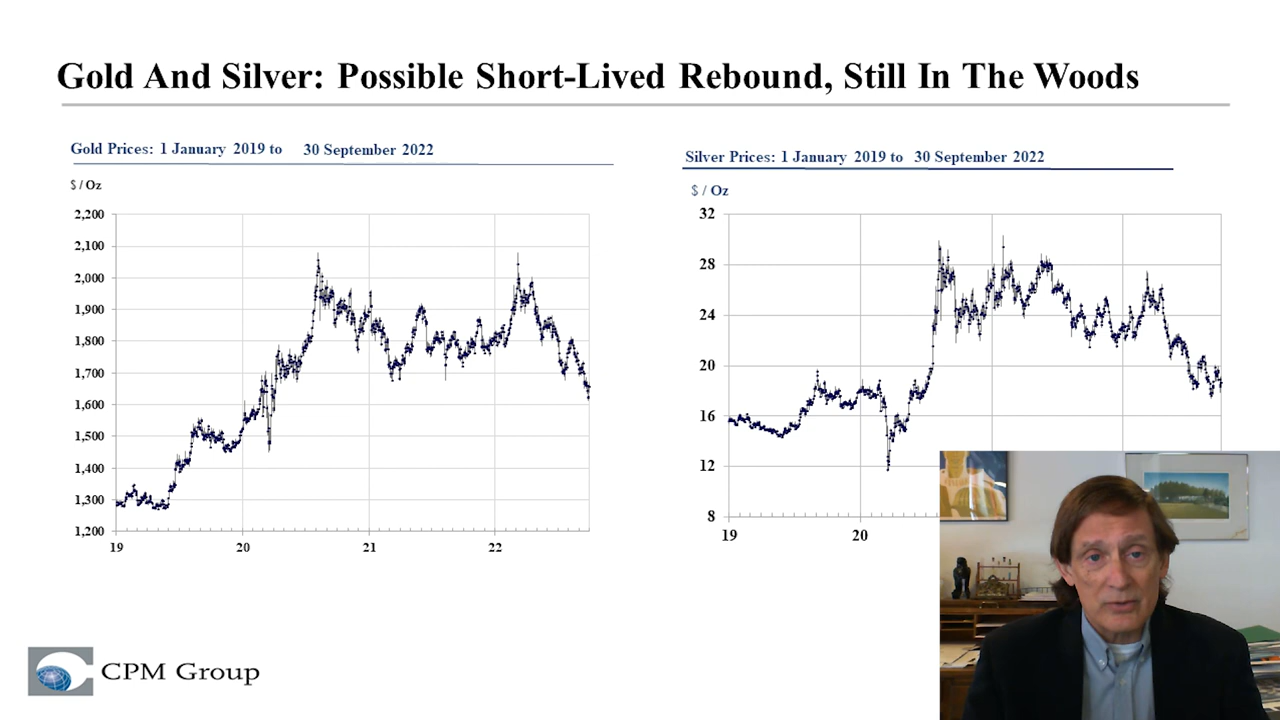 Gold And Silver: Possible Short-Lived Rebound, Still In The Woods
Gold Prices: 1 January 2019 to 30 September 2022
$ / Oz
2,200
2,100
2,000
1,900
1,800
1,700
1,600
1,500
1,400
1,300
1,200
19 20 21 22
Silver Prices: 1 January 2019 to 30 September 2022
$ / Oz
32
28
24
20
16
12
8
19 20
CPM Group